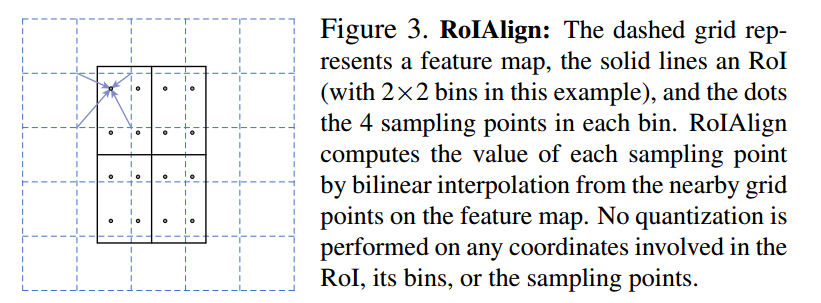 Figure 3. RoIAlign: The dashed grid rep-
resents a feature map, the solid lines an RoI
(with 2×2 bins in this example), and the dots
the 4 sampling points in each bin. RoIAlign
computes the value of each sampling point
by bilinear interpolation from the nearby grid
points on the feature map. No quantization is
performed on any coordinates involved in the
RoI, its bins, or the sampling points.